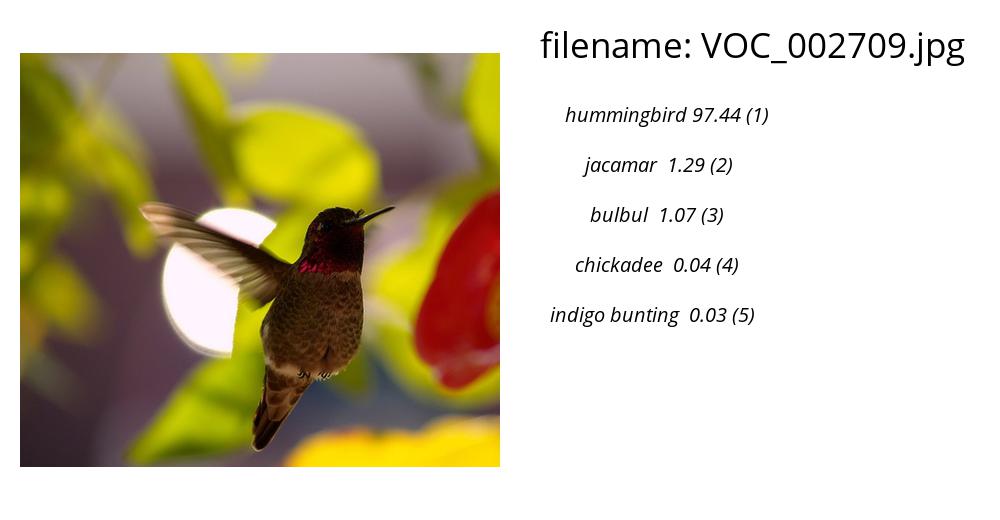 filename: VOC_002709.jpg
hummingbird 97.44 (1)
jacamar 1.29 (2)
bulbul 1.07 (3)
chickadee 0.04 (4)
indigo bunting 0.03 (5)